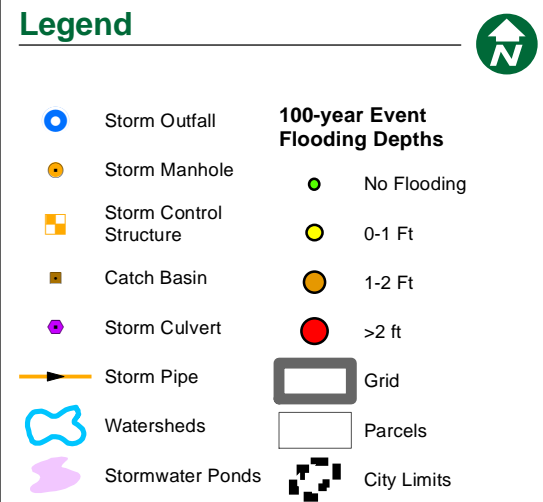 Legend
N
Storm Outfall
Storm Manhole
Storm Control
Structure
Catch Basin
Storm Culvert
Storm Pipe
Watersheds
Stormwater Ponds
100-year Event
Flooding Depths
No Flooding
0-1 Ft
1-2 Ft
>2 ft
Grid
Parcels
City Limits